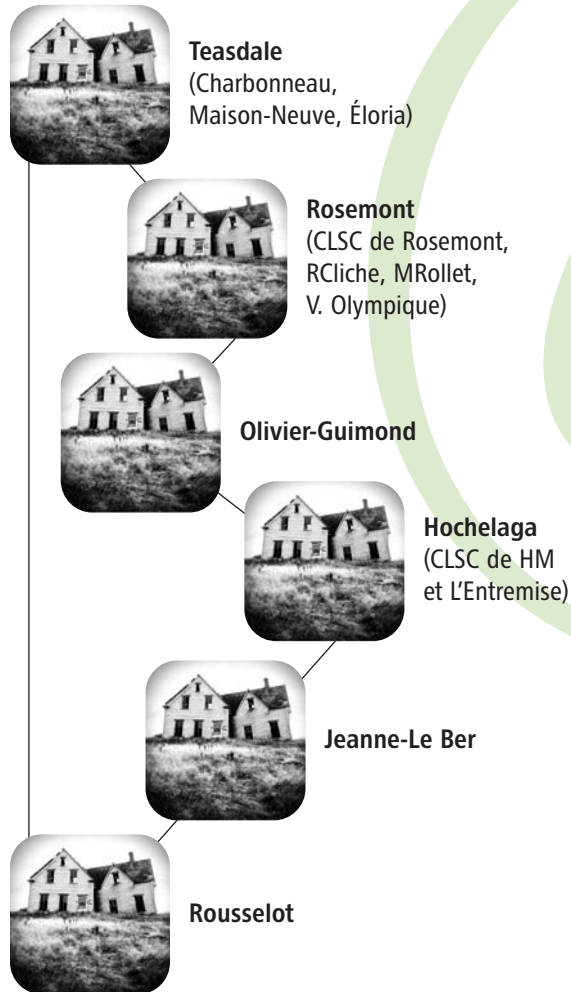 Teasdale
(Charbonneau,
Maison-Neuve, Éloria)
Rosemont
(CLSC de Rosemont,
RCliche, MRollet,
V. Olympique)
Olivier-Guimond
Hochelaga
(CLSC de HM
et L’Entremise)
Jeanne-Le Ber
Rousselot